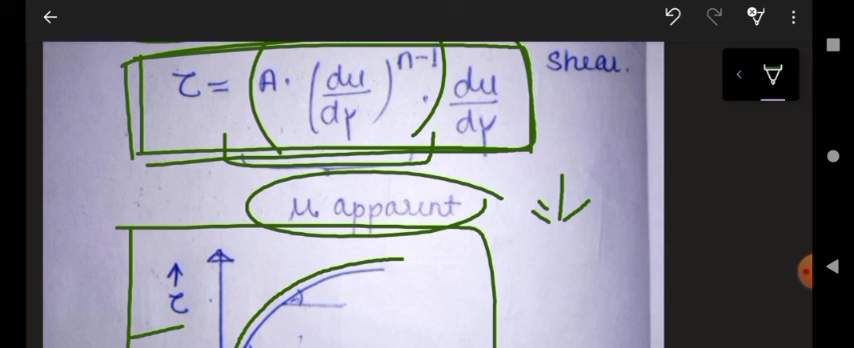 τ = A. (du/dy)^n-1 . du/dy Shear.
μ apparent
↑ τ